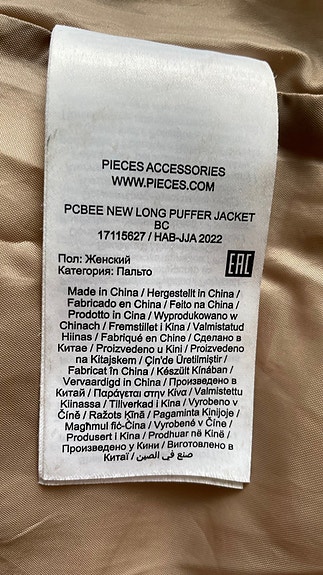 PIECES ACCESSORIES
WWW.PIECES.COM
PCBEE NEW LONG PUFFER JACKET
BC
17115627 / HAB-JJA 2022
Пол: Женский
Категория: Пальто
EAC
Made in China / Hergestellt in China /
Fabricado en China / Feito na China /
Prodotto in Cina / Wyprodukowano w
Chinach / Fremstillet i Kina / Valmistatud
Hiinas / Fabriqué en Chine / Сделано в
Китае / Proizvedeno u Kini / Proizvedeno
na Kitajskem / Çin'de Üretilmiştir /
Fabricat în China / Készült Kínában /
Vervaardigd in China / Произведено в
Китай / Παράγεται στην Κίνα / Valmistettu
Kiinassa / Tillverkad i Kina / Vyrobeno v
Číně / Ražots Ķīnā / Pagaminta Kinijoje /
Magħmul fiċ-Ċina / Vyrobené v Číne /
Produsert i Kina / Prodhuar në Kinë /
Произведено у Кини / Виготовлено в
Китаї / صنع في الصين